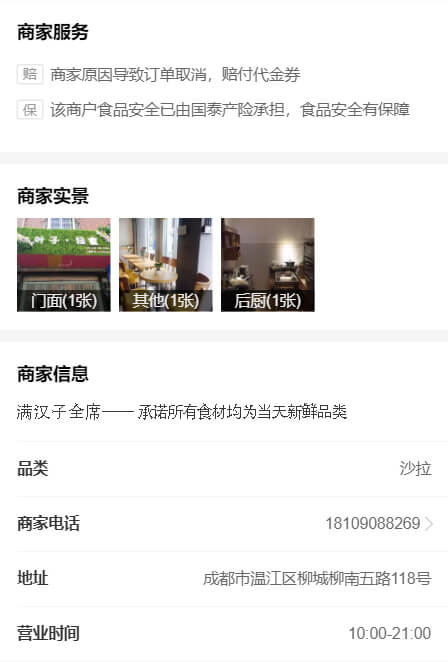 商家服务
赔 商家原因导致订单取消，赔付代金券
保 该商户食品安全已由国泰产险承担，食品安全有保障
商家实景
门面(1张) 其他(1张) 后厨(1张)
商家信息
满汉子全席—— 承诺所有食材均为当天新鲜品类
品类 沙拉
商家电话 18109088269
地址 成都市温江区柳城柳南五路118号
营业时间 10:00-21:00